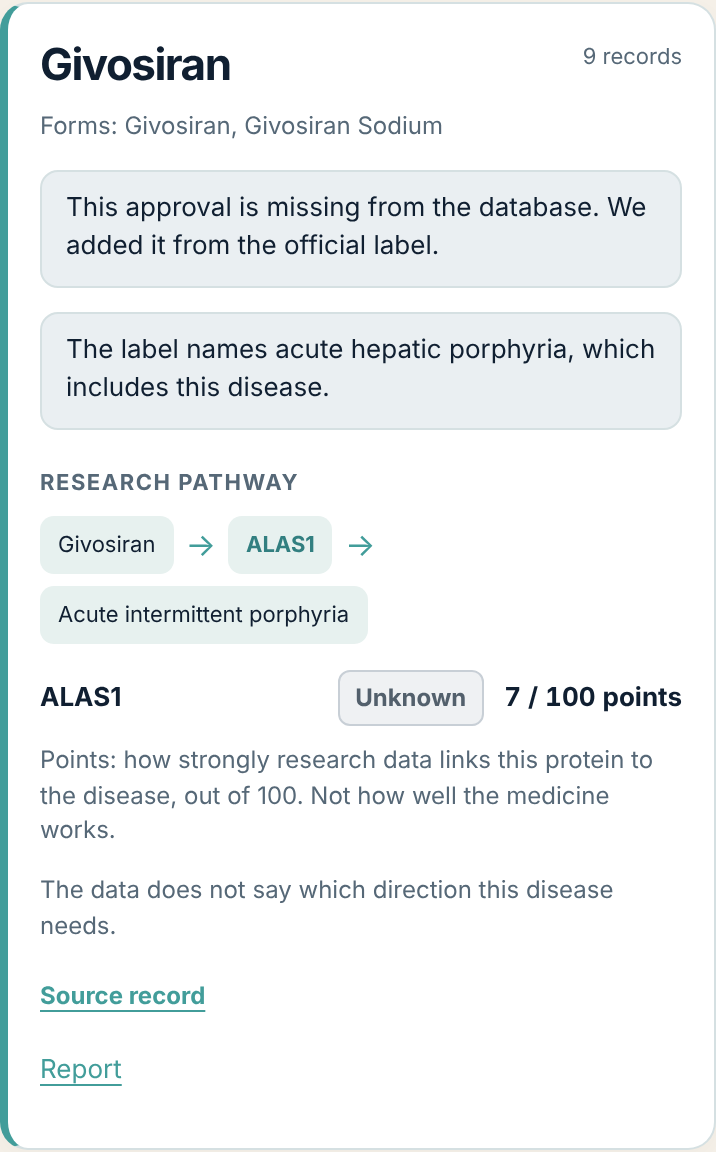 Givosiran
9 records
Forms: Givosiran, Givosiran Sodium
This approval is missing from the database. We
added it from the official label.
The label names acute hepatic porphyria, which
includes this disease.
RESEARCH PATHWAY
Givosiran → ALAS1 →
Acute intermittent porphyria
ALAS1 Unknown 7 / 100 points
Points: how strongly research data links this protein to
the disease, out of 100. Not how well the medicine
works.
The data does not say which direction this disease
needs.
Source record
Report